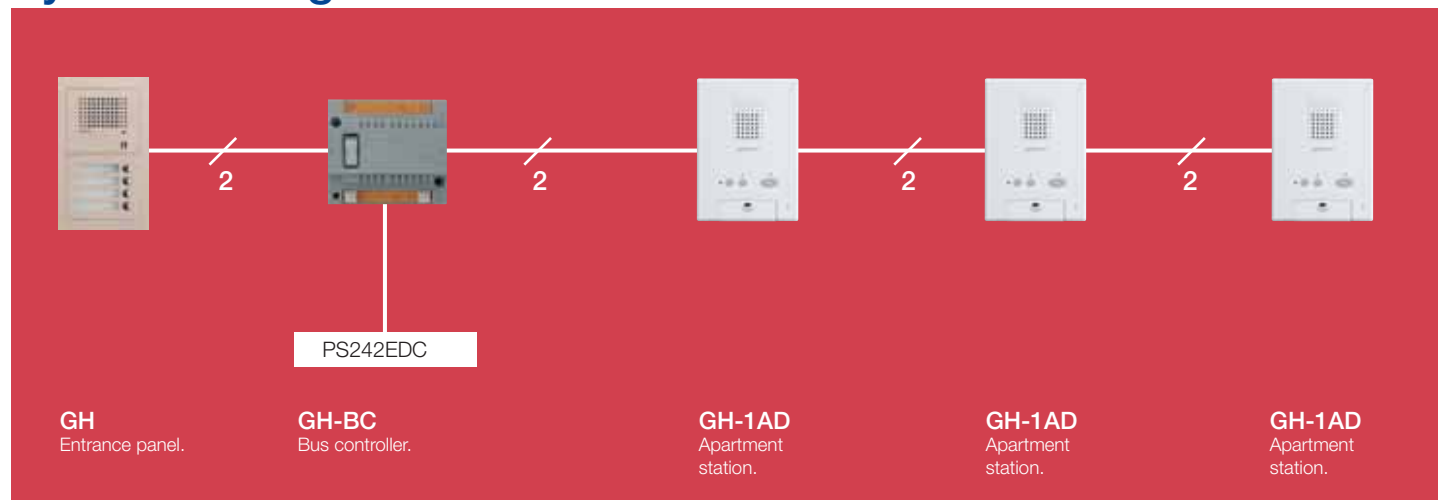 2
2
2
2
PS242EDC
GH
Entrance panel.
GH-BC
Bus controller.
GH-1AD
Apartment
station.
GH-1AD
Apartment
station.
GH-1AD
Apartment
station.